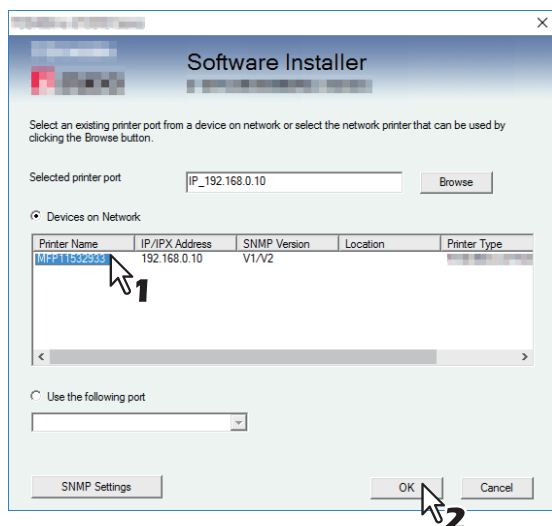 Software Installer
Select an existing printer port from a device on network or select the network printer that can be used by
clicking the Browse button.
Selected printer port IP_192.168.0.10 Browse
Devices on Network
Printer Name IP/IPX Address SNMP Version Location Printer Type
MFP11532933 192.168.0.10 V1/V2
1
Use the following port
SNMP Settings OK Cancel
2